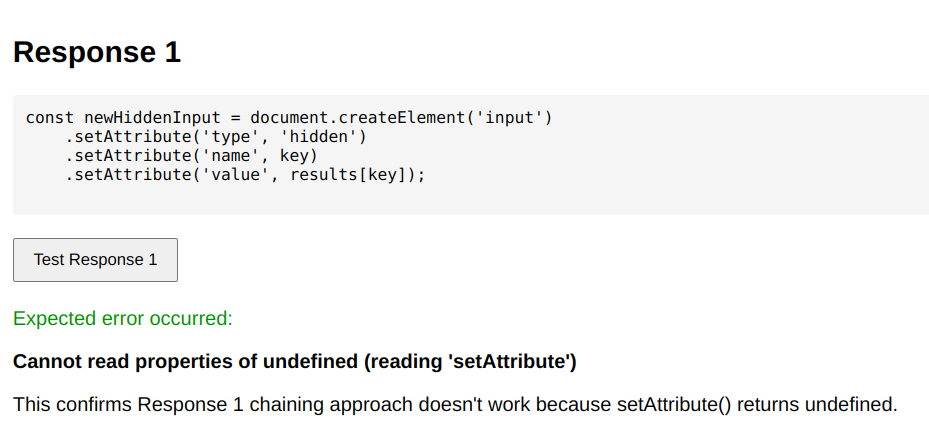 Response 1
const newHiddenInput = document.createElement('input')
    .setAttribute('type', 'hidden')
    .setAttribute('name', key)
    .setAttribute('value', results[key]);
Test Response 1
Expected error occurred:
Cannot read properties of undefined (reading 'setAttribute')
This confirms Response 1 chaining approach doesn't work because setAttribute() returns undefined.